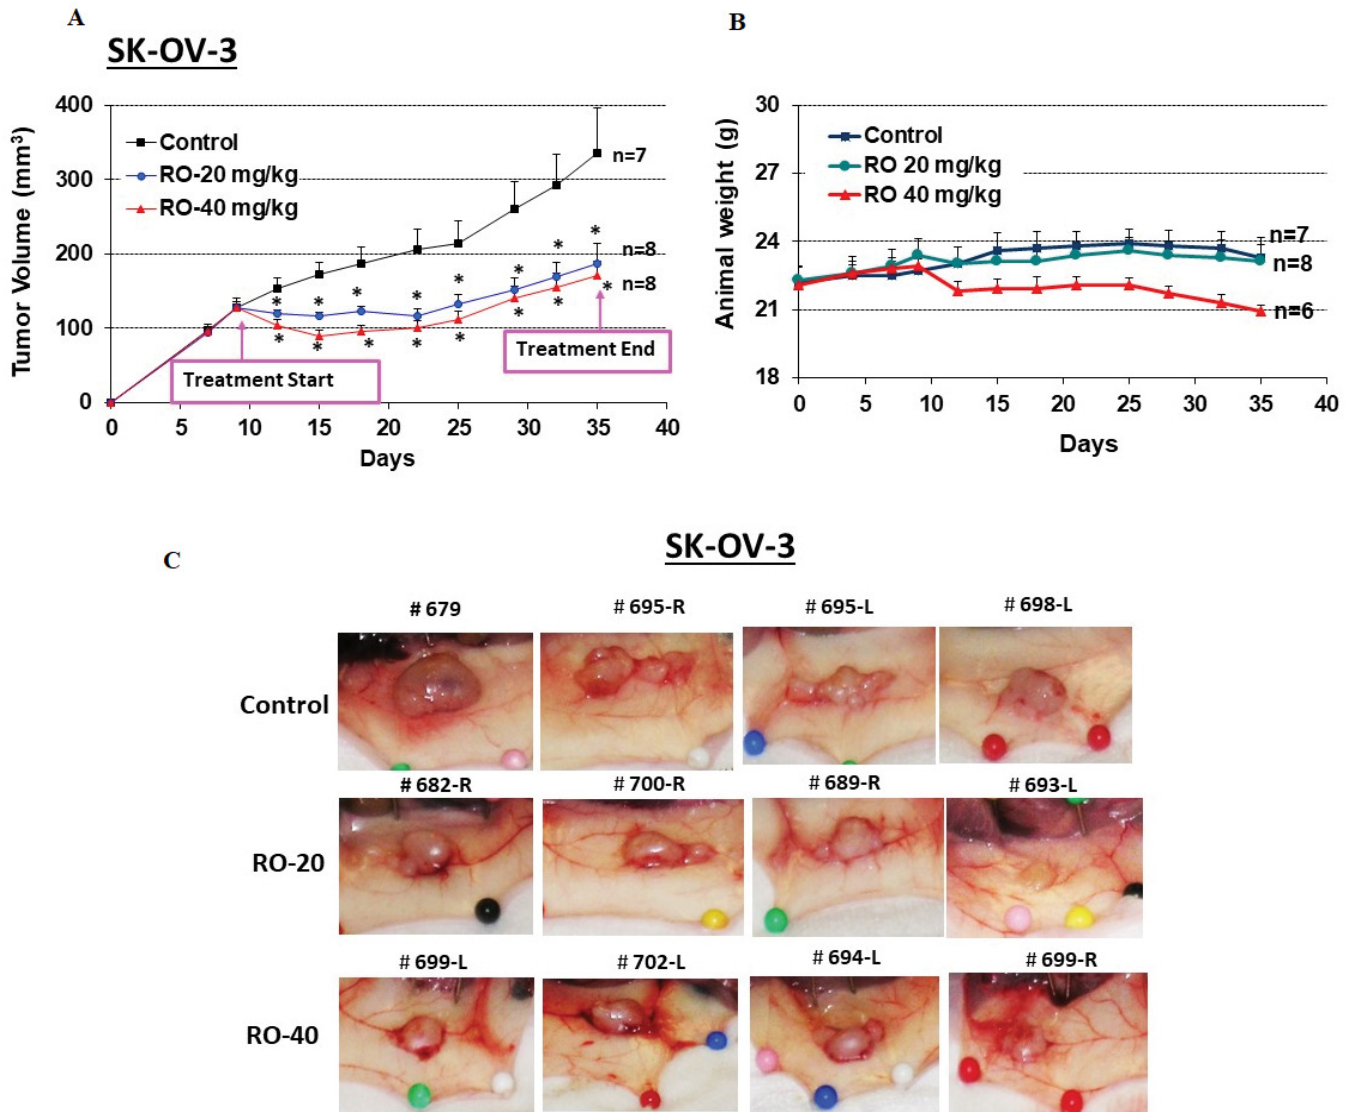 A
SK-OV-3
Tumor Volume (mm³)
400
300
200
100
0
Control
RO-20 mg/kg
RO-40 mg/kg
n=7
n=8
n=8
* * * * * * * *
* * * * * * * *
Treatment Start
Treatment End
0 5 10 15 20 25 30 35 40
Days
B
Animal weight (g)
30
27
24
21
18
Control
RO 20 mg/kg
RO 40 mg/kg
n=7
n=8
n=6
0 5 10 15 20 25 30 35 40
Days
C
SK-OV-3
# 679 # 695-R # 695-L # 698-L
Control
# 682-R # 700-R # 689-R # 693-L
RO-20
# 699-L # 702-L # 694-L # 699-R
RO-40